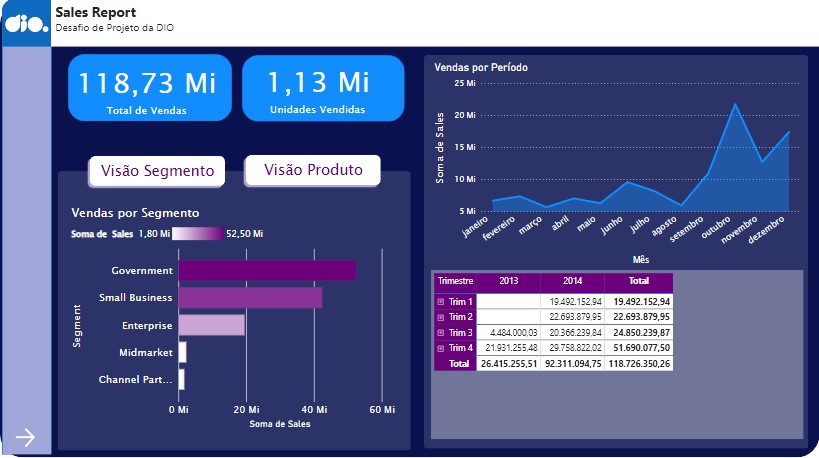 dio.
Sales Report
Desafio de Projeto da DIO
118,73 Mi
Total de Vendas
1,13 Mi
Unidades Vendidas
Visão Segmento
Visão Produto
Vendas por Segmento
Soma de Sales 1,80 Mi 52,50 Mi
Segment
Government
Small Business
Enterprise
Midmarket
Channel Part...
0 Mi 20 Mi 40 Mi 60 Mi
Soma de Sales
Vendas por Período
Soma de Sales
25 Mi
20 Mi
15 Mi
10 Mi
5 Mi
janeiro fevereiro março abril maio junho julho agosto setembro outubro novembro dezembro
Mês
Trimestre 2013 2014 Total
Trim 1 19.492.152,94 19.492.152,94
Trim 2 22.693.879,95 22.693.879,95
Trim 3 4.484.000,03 20.366.239,84 24.850.239,87
Trim 4 21.931.255,48 29.758.822,02 51.690.077,50
Total 26.415.255,51 92.311.094,75 118.726.350,26